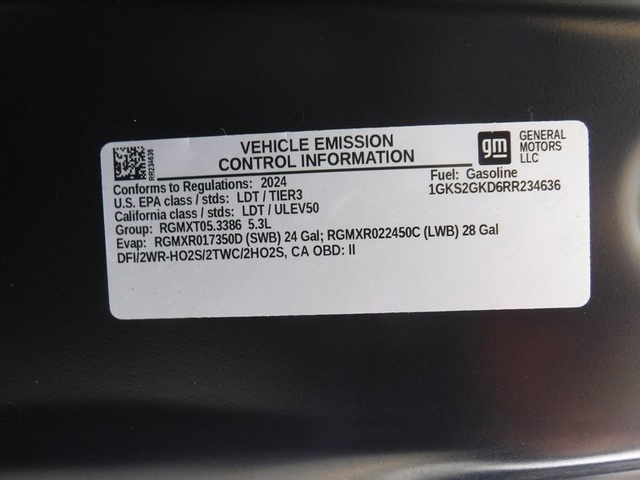 VEHICLE EMISSION
CONTROL INFORMATION
gm
GENERAL
MOTORS
LLC
RR234636
Conforms to Regulations: 2024
Fuel: Gasoline
U.S. EPA class / stds: LDT / TIER3
1GKS2GKD6RR234636
California class / stds: LDT / ULEV50
Group: RGMXT05.3386 5.3L
Evap: RGMXR017350D (SWB) 24 Gal; RGMXR022450C (LWB) 28 Gal
DFI/2WR-HO2S/2TWC/2HO2S, CA OBD: II